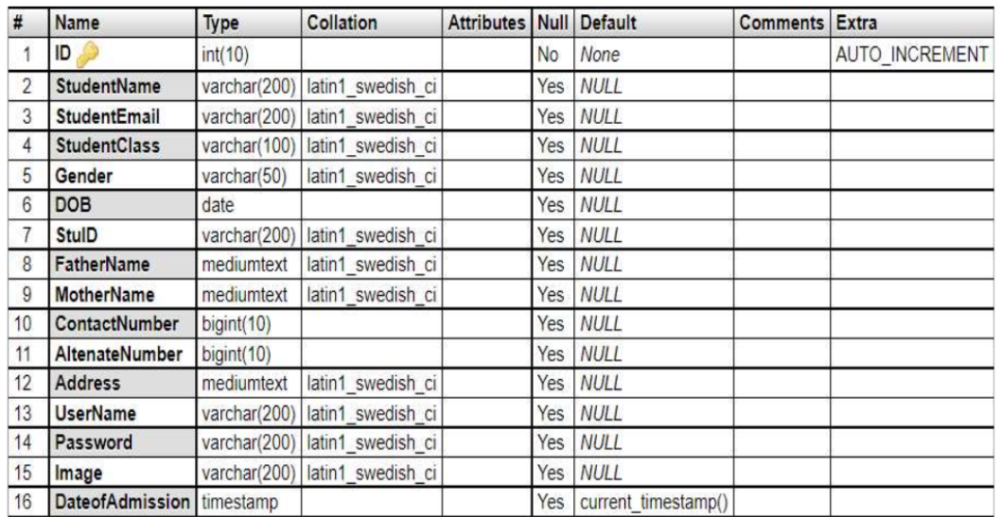 # Name Type Collation Attributes Null Default Comments Extra
1 ID int(10) No None AUTO_INCREMENT
2 StudentName varchar(200) latin1_swedish_ci Yes NULL
3 StudentEmail varchar(200) latin1_swedish_ci Yes NULL
4 StudentClass varchar(100) latin1_swedish_ci Yes NULL
5 Gender varchar(50) latin1_swedish_ci Yes NULL
6 DOB date Yes NULL
7 StuID varchar(200) latin1_swedish_ci Yes NULL
8 FatherName mediumtext latin1_swedish_ci Yes NULL
9 MotherName mediumtext latin1_swedish_ci Yes NULL
10 ContactNumber bigint(10) Yes NULL
11 AltenateNumber bigint(10) Yes NULL
12 Address mediumtext latin1_swedish_ci Yes NULL
13 UserName varchar(200) latin1_swedish_ci Yes NULL
14 Password varchar(200) latin1_swedish_ci Yes NULL
15 Image varchar(200) latin1_swedish_ci Yes NULL
16 DateofAdmission timestamp Yes current_timestamp()